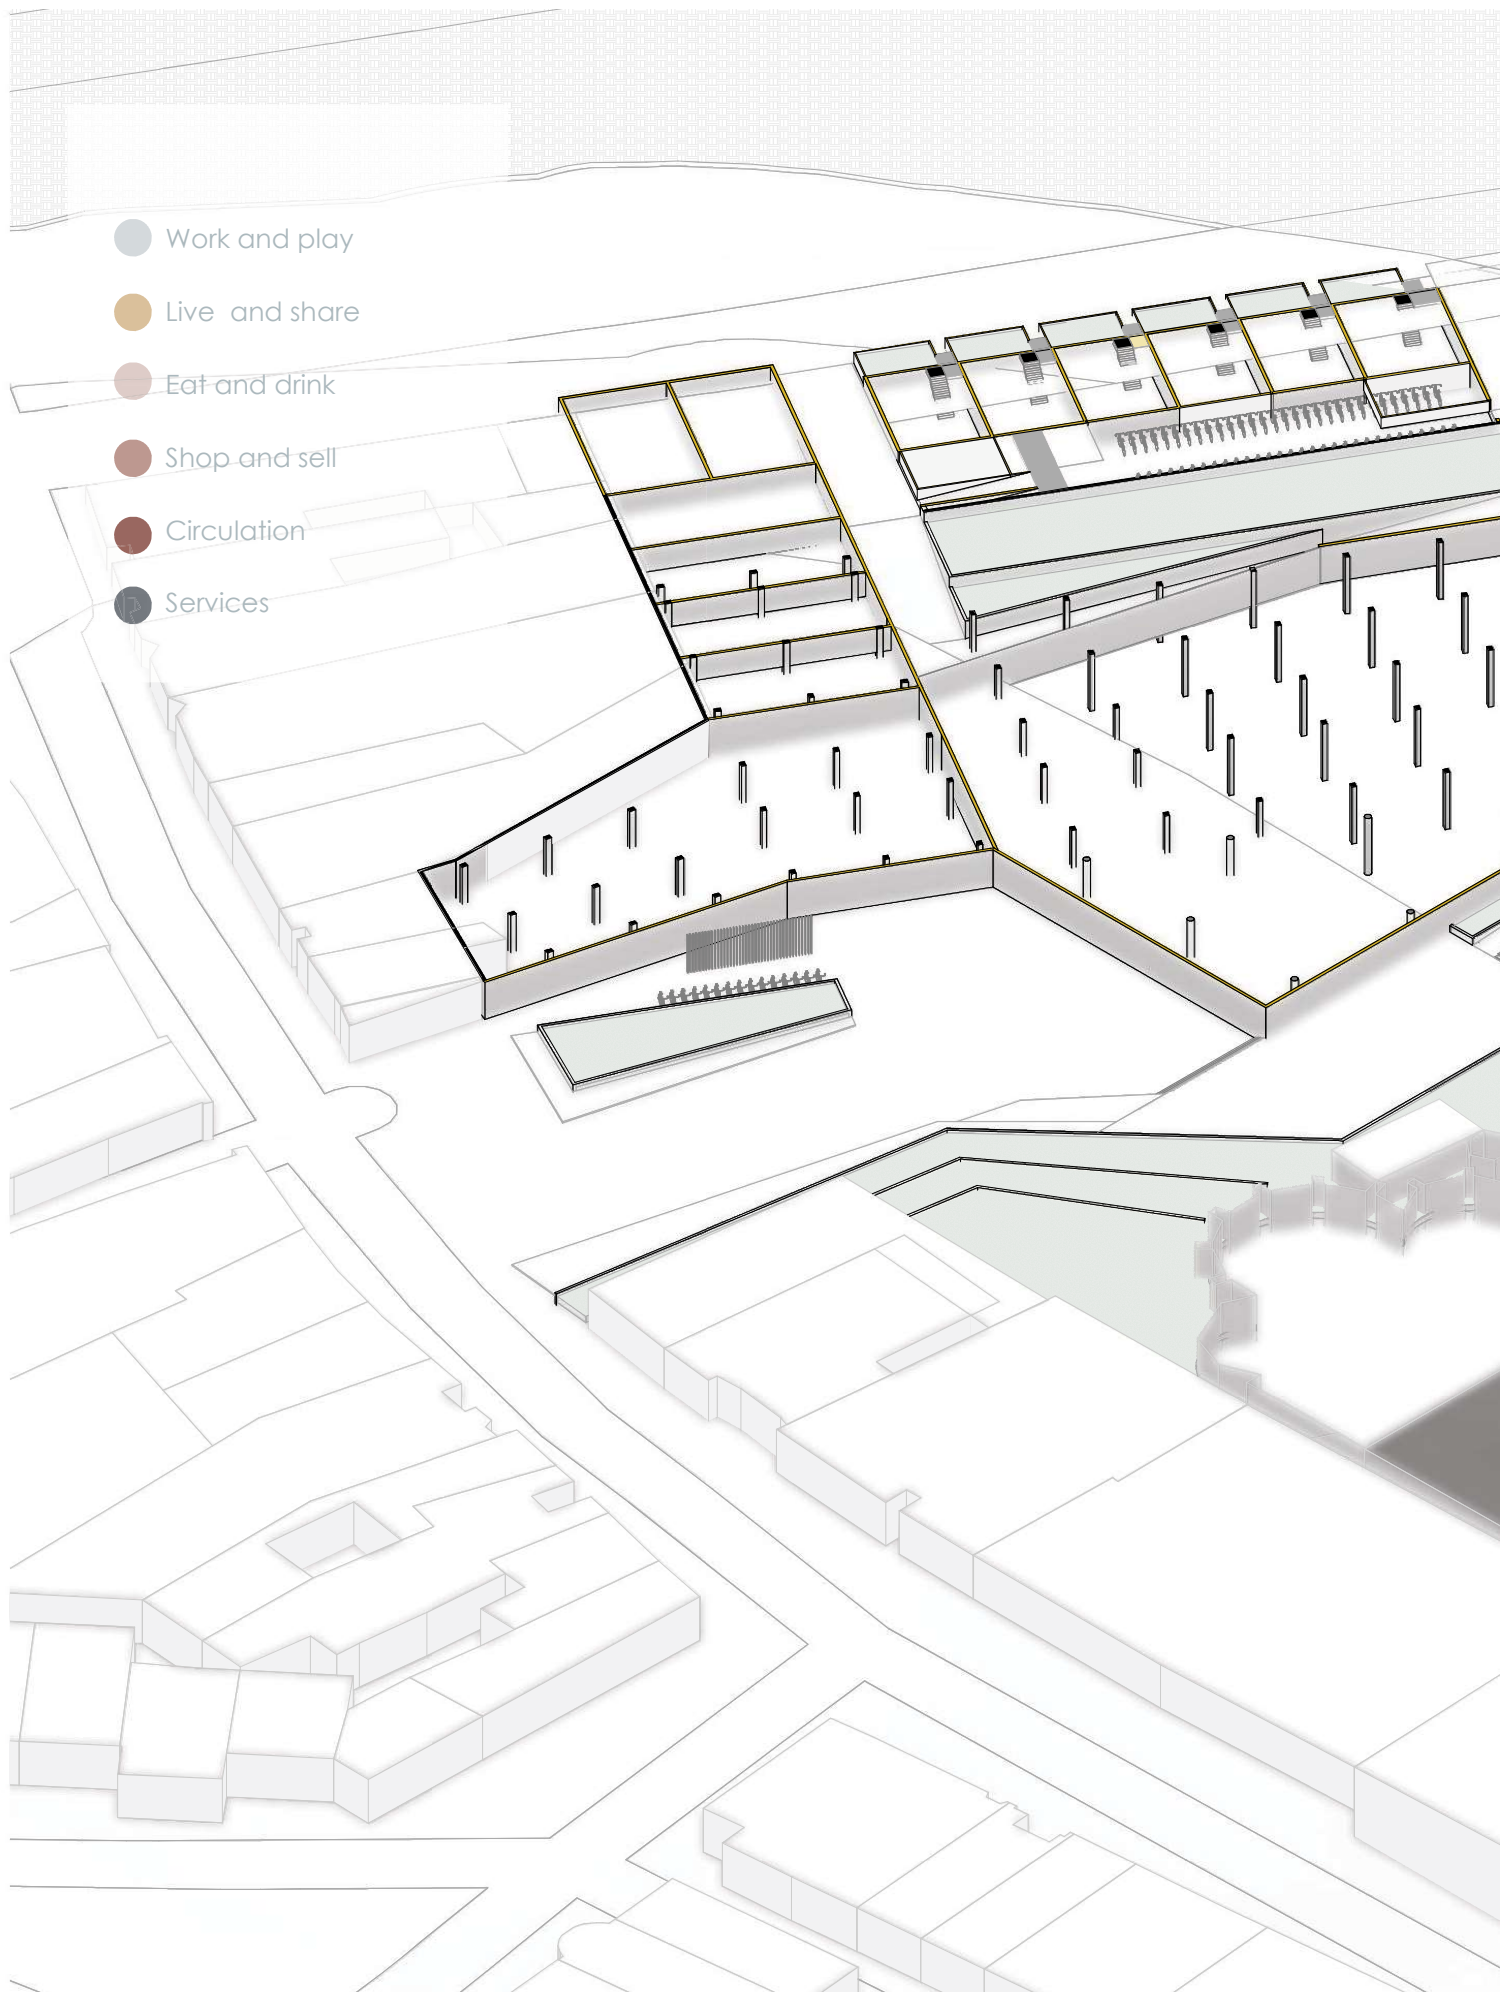 Work and play
Live and share
Eat and drink
Shop and sell
Circulation
Services